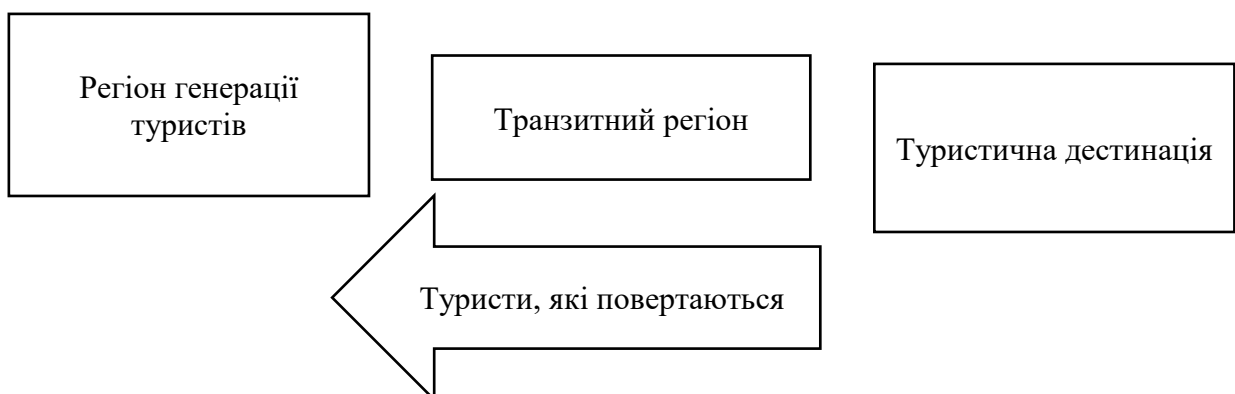 Регіон генерації
туристів
Транзитний регіон
Туристична дестинація
Туристи, які повертаються